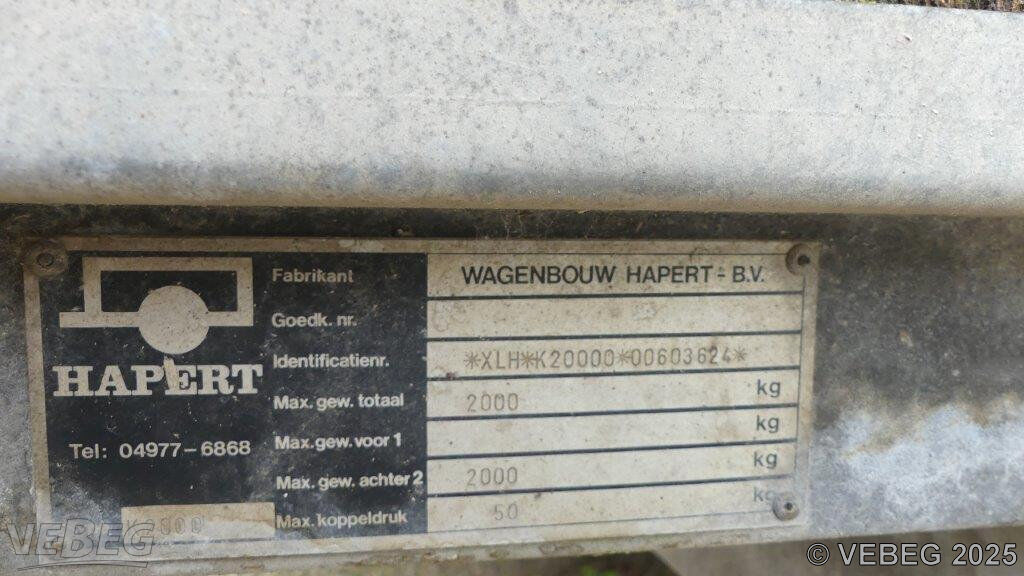 HAPERT
Tel: 04977-6868
Fabrikant WAGENBOUW HAPERT - B.V.
Goedk. nr.
Identificatienr. *XLH*K20000*00603624*
Max. gew. totaal 2000 kg
Max. gew. voor 1 kg
Max. gew. achter 2 2000 kg
Max. koppeldruk 50 kg
VEBEG
© VEBEG 2025